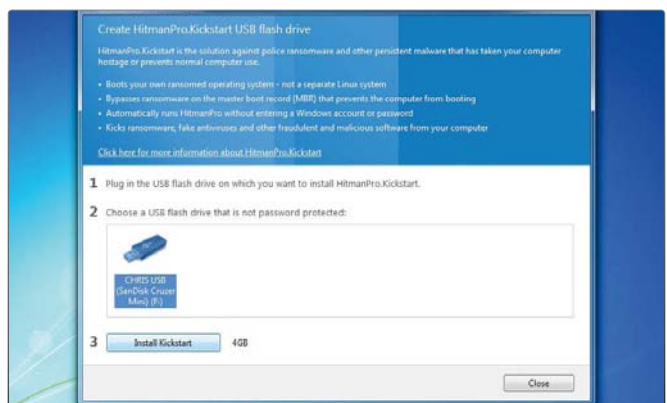 Create HitmanPro.Kickstart USB flash drive
HitmanPro.Kickstart is the solution against police ransomware and other persistent malware that has taken your computer
hostage or prevents normal computer use.
• Boots your own ransomed operating system - not a separate Linux system
• Bypasses ransomware on the master boot record (MBR) that prevents the computer from booting
• Automatically runs HitmanPro without entering a Windows account or password
• Kicks ransomware, fake antiviruses and other fraudulent and malicious software from your computer
Click here for more information about HitmanPro.Kickstart
1 Plug in the USB flash drive on which you want to install HitmanPro.Kickstart.
2 Choose a USB flash drive that is not password protected:
CHRIS USB
(SanDisk Cruzer
Mini) (F:)
3 Install Kickstart 4GB
Close